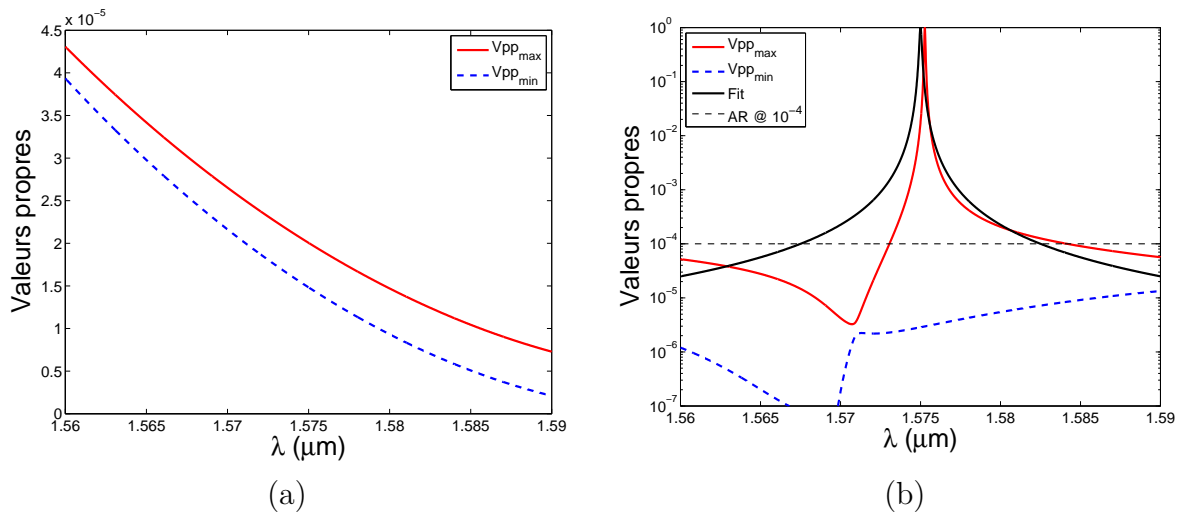 x 10⁻⁵
4.5
4
3.5
3
2.5
2
1.5
1
0.5
0
Valeurs propres
1.56 1.565 1.57 1.575 1.58 1.585 1.59
λ (μm)
Vpp_max
Vpp_min
(a)
10⁰
10⁻¹
10⁻²
10⁻³
10⁻⁴
10⁻⁵
10⁻⁶
10⁻⁷
Valeurs propres
1.56 1.565 1.57 1.575 1.58 1.585 1.59
λ (μm)
Vpp_max
Vpp_min
Fit
AR @ 10⁻⁴
(b)